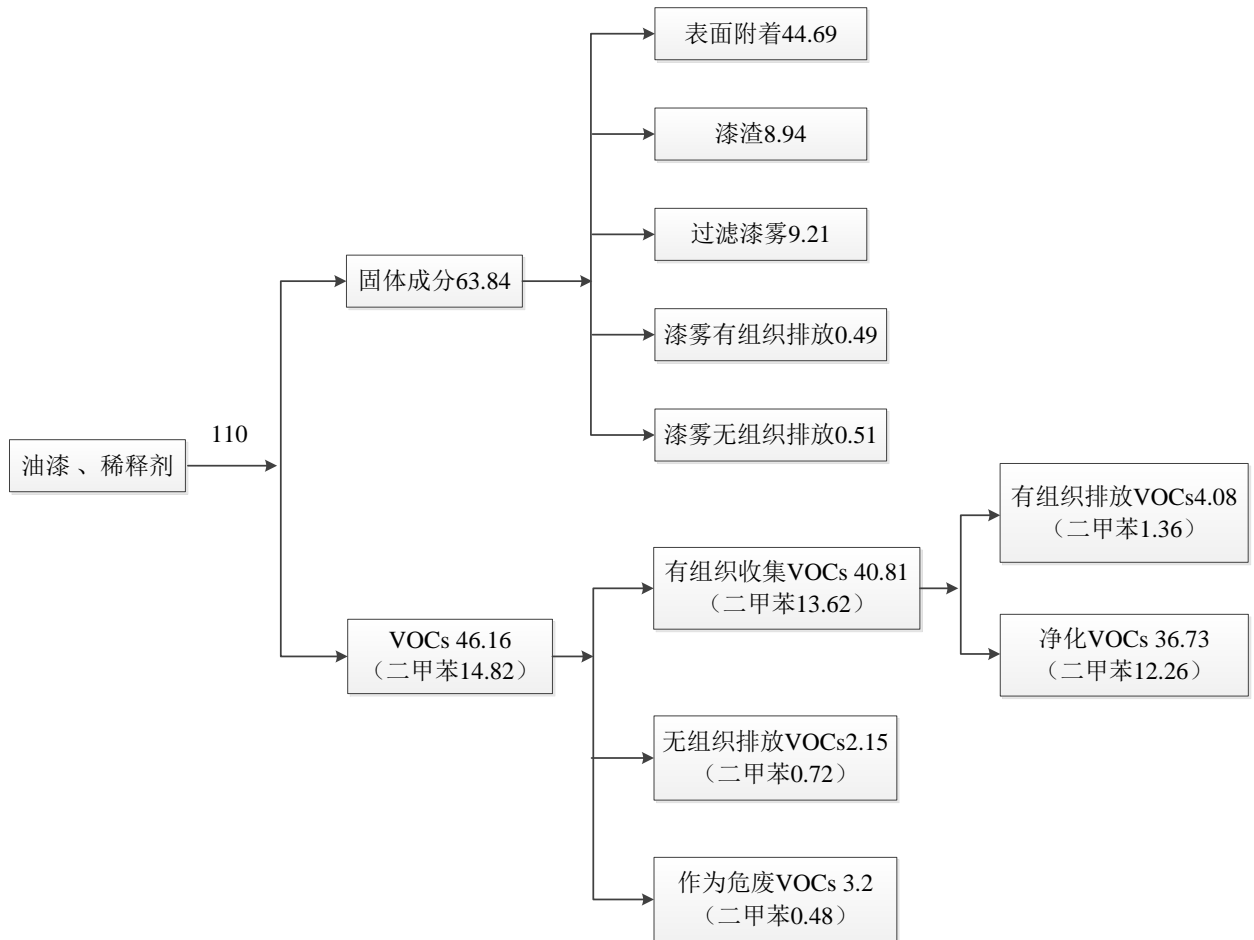 表面附着44.69
漆渣8.94
过滤漆雾9.21
固体成分63.84
漆雾有组织排放0.49
漆雾无组织排放0.51
110
油漆 、稀释剂
有组织排放VOCs4.08
（二甲苯1.36）
有组织收集VOCs 40.81
（二甲苯13.62）
净化VOCs 36.73
（二甲苯12.26）
VOCs 46.16
（二甲苯14.82）
无组织排放VOCs2.15
（二甲苯0.72）
作为危废VOCs 3.2
（二甲苯0.48）